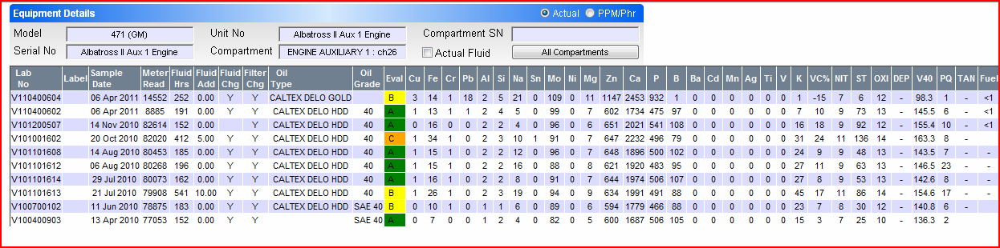 Equipment Details Actual PPM/Phr
Model 471 (GM) Unit No Albatross II Aux 1 Engine Compartment SN
Serial No Albatross II Aux 1 Engine Compartment ENGINE AUXILIARY 1 : ch26 Actual Fluid All Compartments
Lab No Label Sample Date Meter Read Fluid Hrs Fluid Add Fluid Chg Filter Chg Oil Type Oil Grade Eval Cu Fe Cr Pb Al Si Na Sn Mo Ni Mg Zn Ca P B Ba Cd Mn Ag Ti V K VC% NIT ST OXI DEP V40 PQ TAN Fuel
V110400604 06 Apr 2011 14552 252 0.00 Y Y CALTEX DELO GOLD B 3 14 1 18 2 5 21 0 109 0 11 1147 2453 932 1 0 0 0 0 0 0 1 -15 7 6 12 - 98.3 1 - <1
V110400602 06 Apr 2011 8885 191 0.00 Y Y CALTEX DELO HDD 40 A 1 13 1 1 2 4 5 0 99 0 7 602 1734 475 97 0 0 0 0 0 0 7 10 9 73 13 - 145.5 6 - <1
V101200507 14 Nov 2010 82614 152 0.00 Y CALTEX DELO HDD 40 A 0 16 0 0 2 2 4 0 96 0 6 651 2021 541 108 0 0 0 0 0 0 16 18 9 92 12 - 155.4 10 - <1
V101001602 20 Oct 2010 82020 412 5.00 Y Y CALTEX DELO HDD 40 C 1 34 1 0 2 3 10 1 91 0 7 647 2232 496 79 0 0 0 0 0 0 31 24 11 136 14 - 163.3 8 -
V101101608 14 Aug 2010 80453 185 0.00 Y Y CALTEX DELO HDD 40 A 1 15 1 0 2 2 12 0 96 0 7 648 1896 500 102 0 0 0 0 0 0 24 9 9 48 13 - 143.5 7 -
V101101612 06 Aug 2010 80268 196 0.00 Y Y CALTEX DELO HDD 40 A 1 15 1 0 2 2 16 0 88 0 8 621 1920 483 95 0 0 0 0 0 0 27 11 9 63 13 - 146.5 23 -
V101101614 29 Jul 2010 80073 162 0.00 Y Y CALTEX DELO HDD 40 A 1 16 1 0 2 2 8 0 91 0 7 644 1974 506 107 0 0 0 0 0 0 27 8 9 53 13 - 142.6 8 -
V101101613 21 Jul 2010 79908 541 10.00 Y Y CALTEX DELO HDD 40 B 1 26 1 0 2 3 19 0 94 0 9 634 1991 491 88 0 0 0 0 0 0 45 17 11 86 14 - 154.6 17 -
V100700102 11 Jun 2010 78875 183 0.00 Y Y CALTEX DELO HDD SAE 40 B 0 10 1 0 1 1 6 0 89 0 6 594 1779 466 88 0 0 0 0 0 0 23 7 8 30 12 - 140.8 6 -
V100400903 13 Apr 2010 77053 152 0.00 Y Y SAE 40 A 0 7 0 0 1 2 4 0 82 0 5 600 1687 506 105 0 0 0 0 0 0 15 3 7 25 10 - 136.3 2